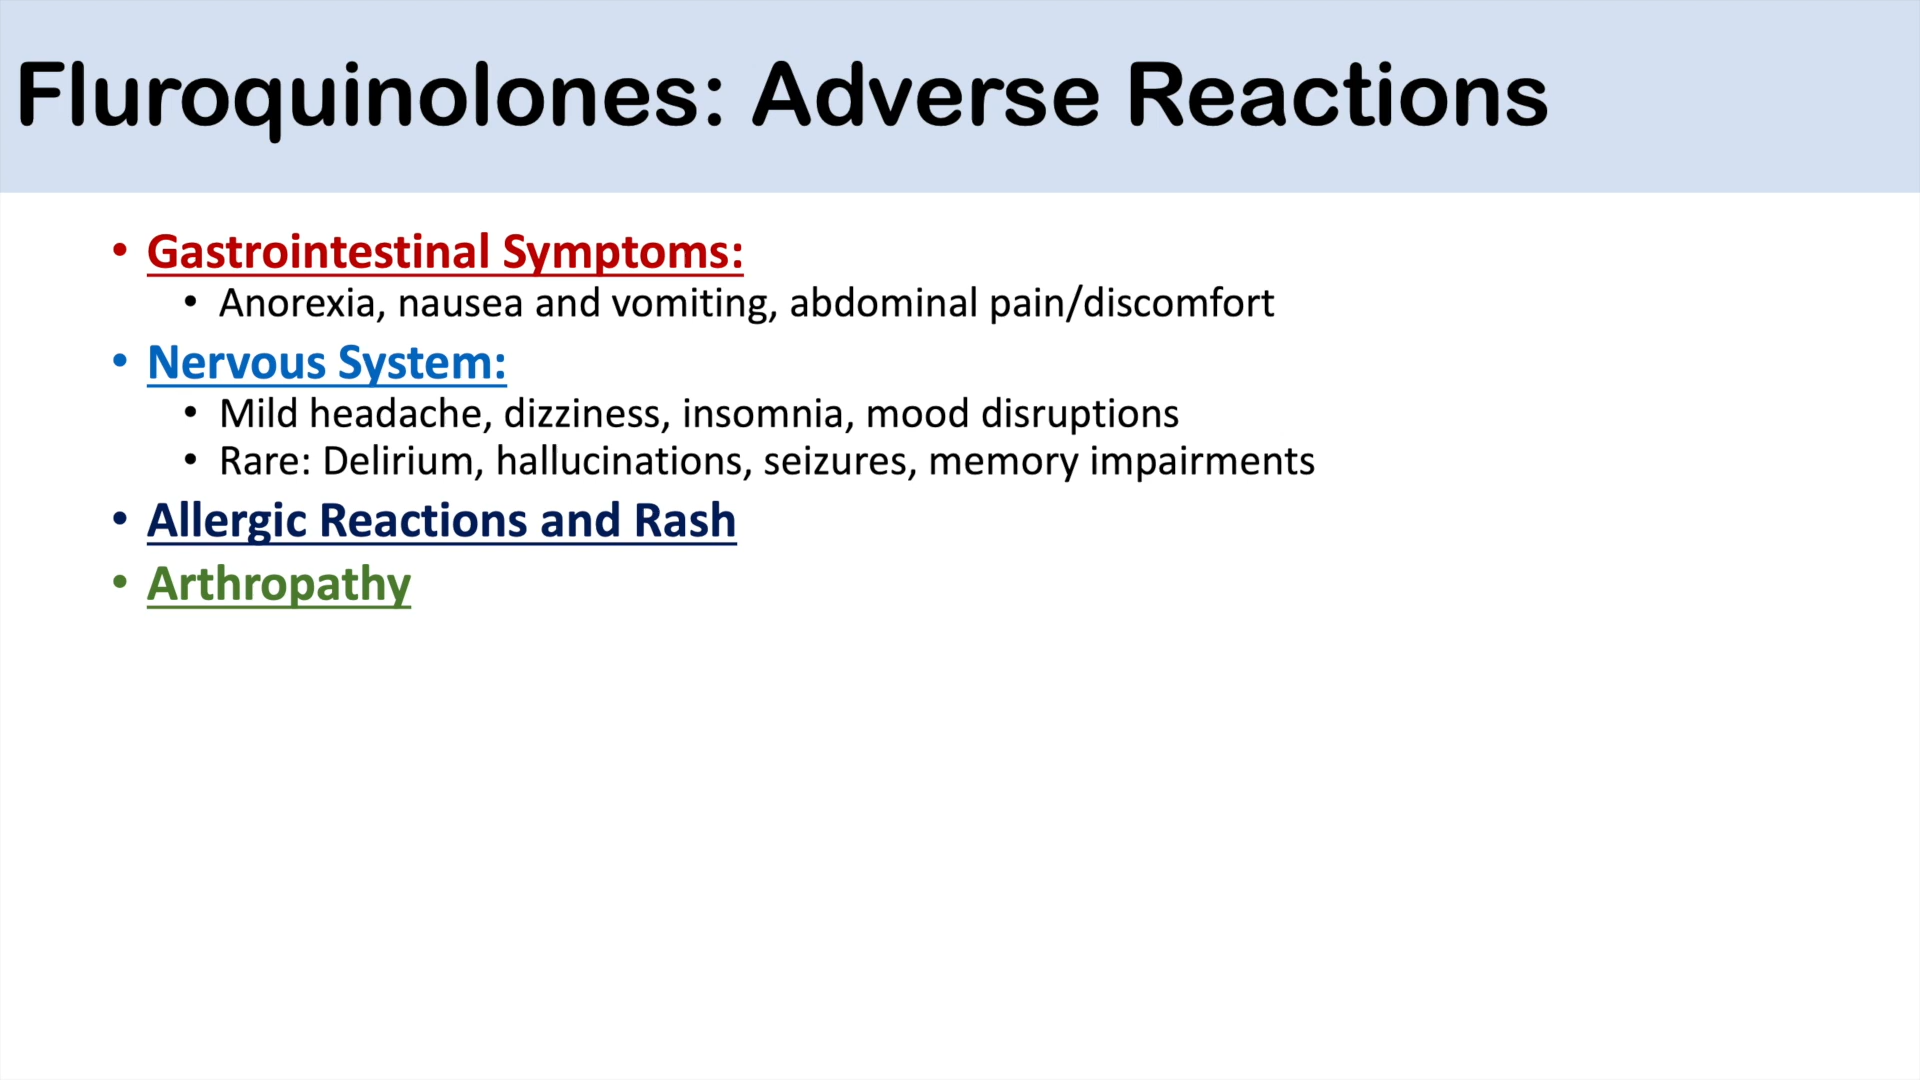 Fluroquinolones: Adverse Reactions
• Gastrointestinal Symptoms:
• Anorexia, nausea and vomiting, abdominal pain/discomfort
• Nervous System:
• Mild headache, dizziness, insomnia, mood disruptions
• Rare: Delirium, hallucinations, seizures, memory impairments
• Allergic Reactions and Rash
• Arthropathy